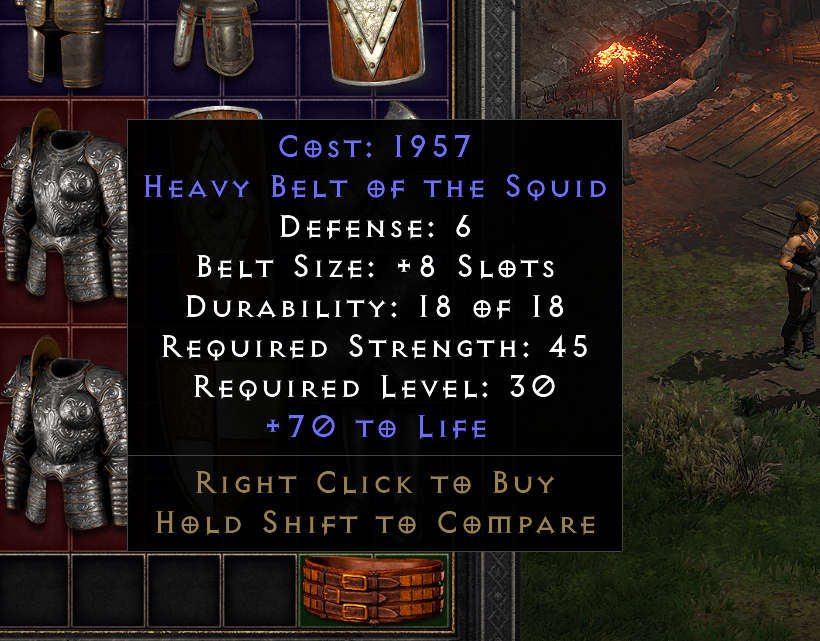 Cost: 1957
Heavy Belt of the Squid
Defense: 6
Belt Size: +8 Slots
Durability: 18 of 18
Required Strength: 45
Required Level: 30
+70 to Life
Right Click to Buy
Hold Shift to Compare